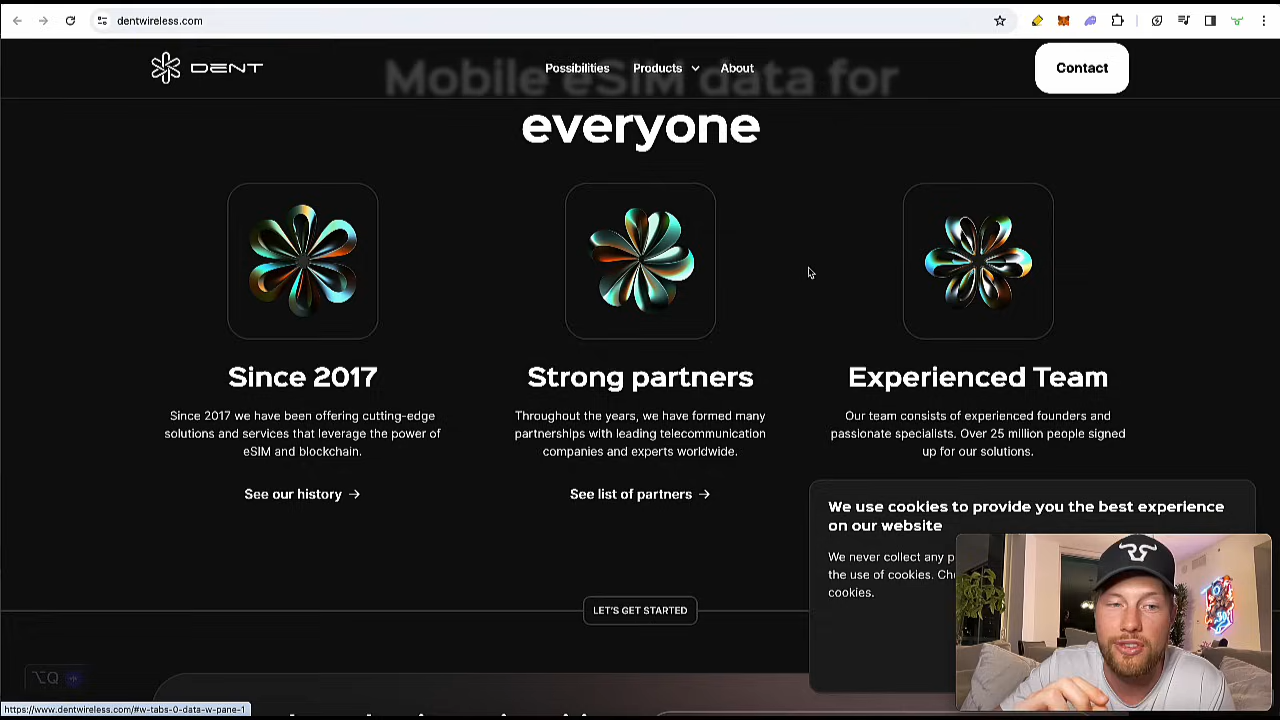 dentwireless.com
DENT
Possibilities
Products
About
Contact
Mobile eSIM data for
everyone
Since 2017
Since 2017 we have been offering cutting-edge
solutions and services that leverage the power of
eSIM and blockchain.
See our history →
Strong partners
Throughout the years, we have formed many
partnerships with leading telecommunication
companies and experts worldwide.
See list of partners →
Experienced Team
Our team consists of experienced founders and
passionate specialists. Over 25 million people signed
up for our solutions.
We use cookies to provide you the best experience
on our website
We never collect any p
the use of cookies. Ch
cookies.
LET'S GET STARTED
⌥Q
https://www.dentwireless.com/#w-tabs-0-data-w-pane-1